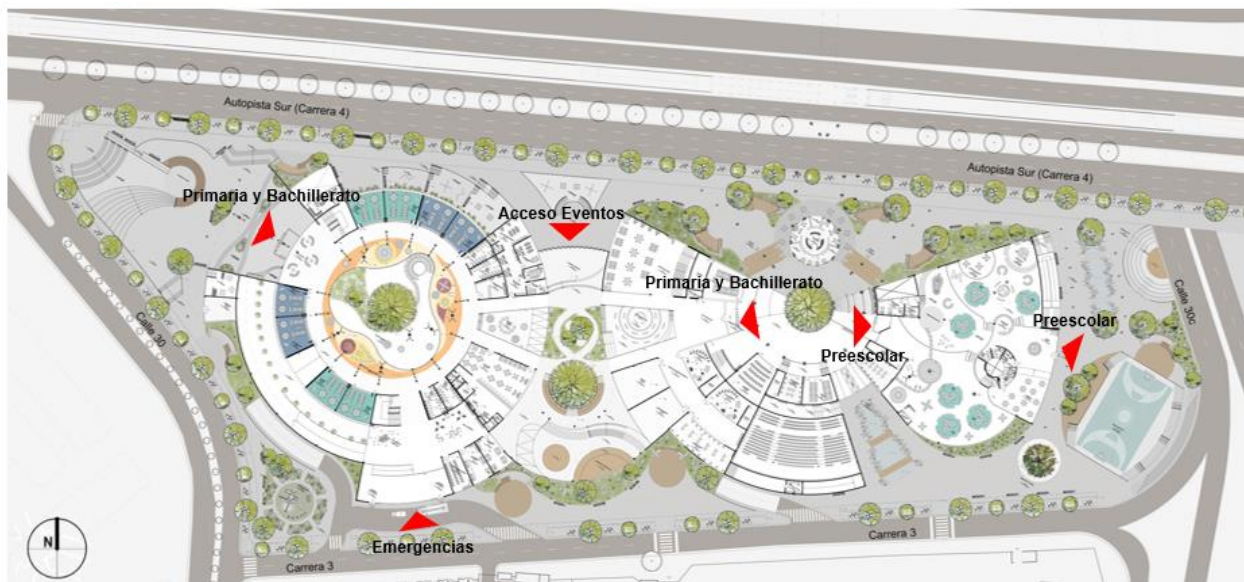 Autopista Sur (Carrera 4)
Autopista Sur (Carrera 4)
Primaria y Bachillerato
Acceso Eventos
Primaria y Bachillerato
Calle 30c
Preescolar
Calle 30
Preescolar
Carrera 3
Emergencias
Carrera 3
N